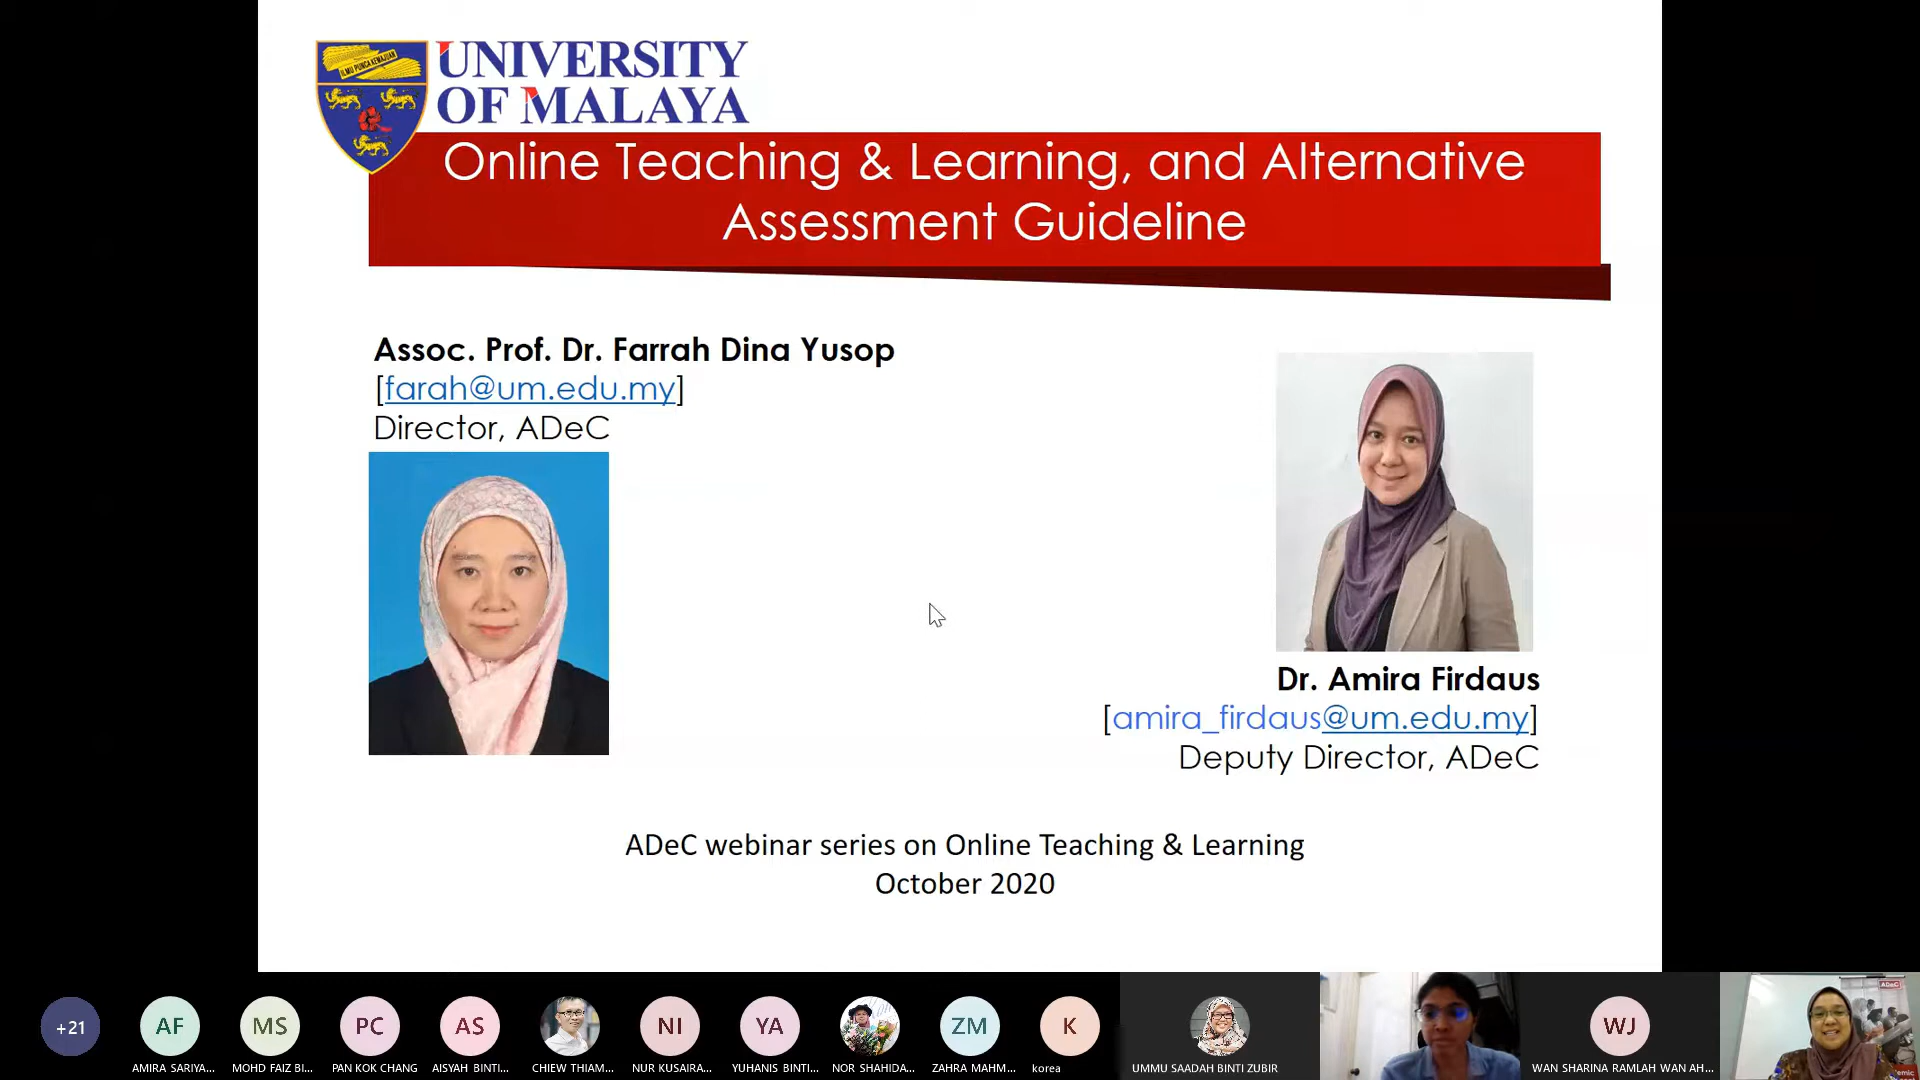 ILMU PUNCA KEMAJUAN
UNIVERSITY
OF MALAYA
Online Teaching & Learning, and Alternative
Assessment Guideline
Assoc. Prof. Dr. Farrah Dina Yusop
[farah@um.edu.my]
Director, ADeC
Dr. Amira Firdaus
[amira_firdaus@um.edu.my]
Deputy Director, ADeC
ADeC webinar series on Online Teaching & Learning
October 2020
+21
AF
MS
PC
AS
NI
YA
ZM
K
WJ
ADeC
AMIRA SARIYA...
MOHD FAIZ BI...
PAN KOK CHANG
AISYAH BINTI...
CHIEW THIAM...
NUR KUSAIRA...
YUHANIS BINTI...
NOR SHAHIDA...
ZAHRA MAHM...
korea
UMMU SAADAH BINTI ZUBIR
WAN SHARINA RAMLAH WAN AH...